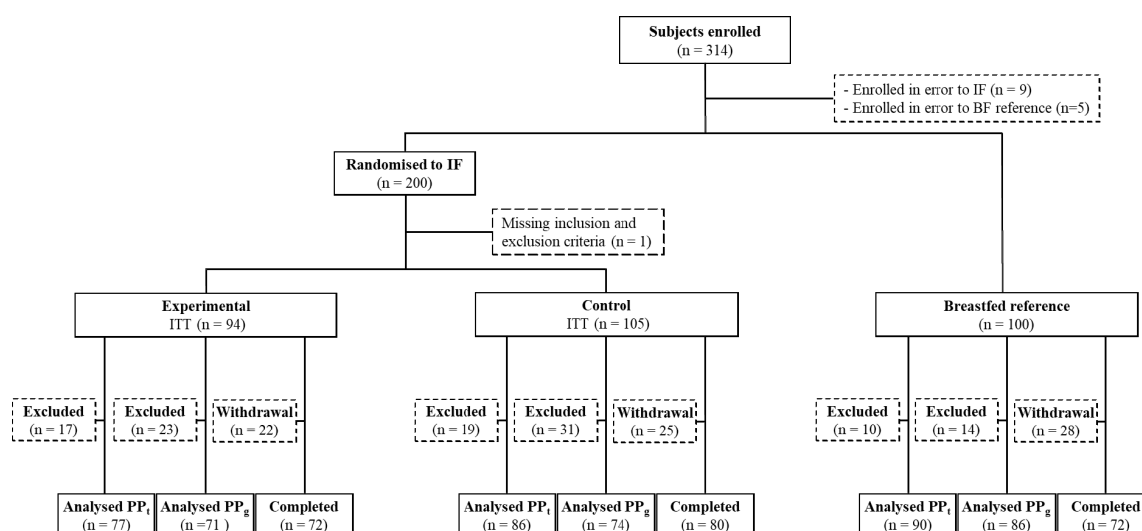 Subjects enrolled
(n = 314)
- Enrolled in error to IF (n = 9)
- Enrolled in error to BF reference (n=5)
Randomised to IF
(n = 200)
Missing inclusion and
exclusion criteria (n = 1)
Experimental
ITT (n = 94)
Control
ITT (n = 105)
Breastfed reference
(n = 100)
Excluded
(n = 17)
Excluded
(n = 23)
Withdrawal
(n = 22)
Excluded
(n = 19)
Excluded
(n = 31)
Withdrawal
(n = 25)
Excluded
(n = 10)
Excluded
(n = 14)
Withdrawal
(n = 28)
Analysed PPt
(n = 77)
Analysed PPg
(n =71 )
Completed
(n = 72)
Analysed PPt
(n = 86)
Analysed PPg
(n = 74)
Completed
(n = 80)
Analysed PPt
(n = 90)
Analysed PPg
(n = 86)
Completed
(n = 72)